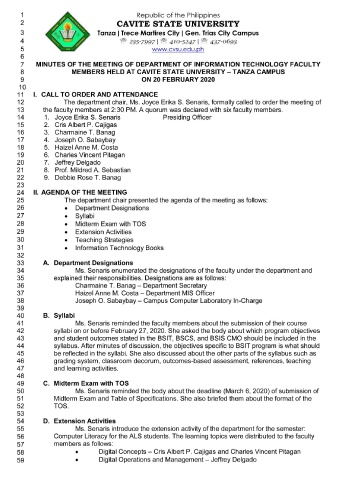 1 Republic of the Philippines
2 CAVITE STATE UNIVERSITY
3 Tanza | Trece Martires City | Gen. Trias City Campus
4 ☏ 235-7997 | ☏ 410-5247 | ☏ 437-0693
5 www.cvsu.edu.ph
6
7 MINUTES OF THE MEETING OF DEPARTMENT OF INFORMATION TECHNOLOGY FACULTY
8 MEMBERS HELD AT CAVITE STATE UNIVERSITY – TANZA CAMPUS
9 ON 20 FEBRUARY 2020
10
11 I. CALL TO ORDER AND ATTENDANCE
12 The department chair, Ms. Joyce Erika S. Senaris, formally called to order the meeting of
13 the faculty members at 2:30 PM. A quorum was declared with six faculty members.
14 1. Joyce Erika S. Senaris Presiding Officer
15 2. Cris Albert P. Cajigas
16 3. Charmaine T. Banag
17 4. Joseph O. Sabaybay
18 5. Haizel Anne M. Costa
19 6. Charles Vincent Pitagan
20 7. Jeffrey Delgado
21 8. Prof. Mildred A. Sebastian
22 9. Debbie Rose T. Banag
23
24 II. AGENDA OF THE MEETING
25 The department chair presented the agenda of the meeting as follows:
26 • Department Designations
27 • Syllabi
28 • Midterm Exam with TOS
29 • Extension Activities
30 • Teaching Strategies
31 • Information Technology Books
32
33 A. Department Designations
34 Ms. Senaris enumerated the designations of the faculty under the department and
35 explained their responsibilities. Designations are as follows:
36 Charmaine T. Banag – Department Secretary
37 Haizel Anne M. Costa – Department MIS Officer
38 Joseph O. Sabaybay – Campus Computer Laboratory In-Charge
39
40 B. Syllabi
41 Ms. Senaris reminded the faculty members about the submission of their course
42 syllabi on or before February 27, 2020. She asked the body about which program objectives
43 and student outcomes stated in the BSIT, BSCS, and BSIS CMO should be included in the
44 syllabus. After minutes of discussion, the objectives specific to BSIT program is what should
45 be reflected in the syllabi. She also discussed about the other parts of the syllabus such as
46 grading system, classroom decorum, outcomes-based assessment, references, teaching
47 and learning activities.
48
49 C. Midterm Exam with TOS
50 Ms. Senaris reminded the body about the deadline (March 6, 2020) of submission of
51 Midterm Exam and Table of Specifications. She also briefed them about the format of the
52 TOS.
53
54 D. Extension Activities
55 Ms. Senaris introduce the extension activity of the department for the semester:
56 Computer Literacy for the ALS students. The learning topics were distributed to the faculty
57 members as follows:
58 • Digital Concepts – Cris Albert P. Cajigas and Charles Vincent Pitagan
59 • Digital Operations and Management – Jeffrey Delgado